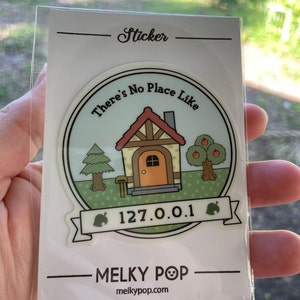 Sticker
There's No Place Like
127.0.0.1
MELKY POP
melkypop.com